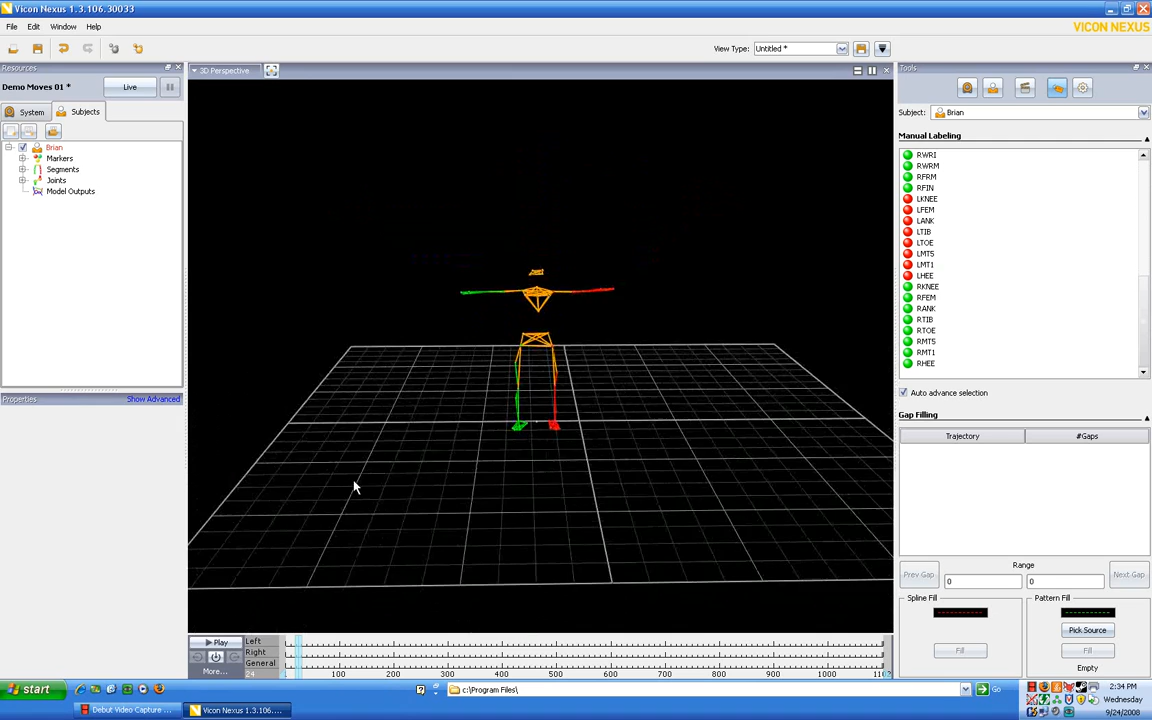 Vicon Nexus 1.3.106.30033
File Edit Window Help
VICON NEXUS
View Type: Untitled *
Resources
3D Perspective
Tools
Demo Moves 01 *
Live
System Subjects
Subject: Brian
Manual Labeling
Brian
Markers
Segments
Joints
Model Outputs
RWRI
RWRM
RFRM
RFIN
LKNEE
LFEM
LANK
LTIB
LTOE
LMT5
LMT1
LHEE
RKNEE
RFEM
RANK
RTIB
RTOE
RMT5
RMT1
RHEE
Properties
Show Advanced
Auto advance selection
Gap Filling
Trajectory #Gaps
Range
Prev Gap 0 0 Next Gap
Spline Fill Pattern Fill
Pick Source
Fill Fill
Empty
Play
Left
Right
General
More...
24 1 100 200 300 400 500 600 700 800 900 1000
start
c:\Program Files\
Go
Debut Video Capture ...
Vicon Nexus 1.3.106....
2:34 PM
Wednesday
9/24/2008